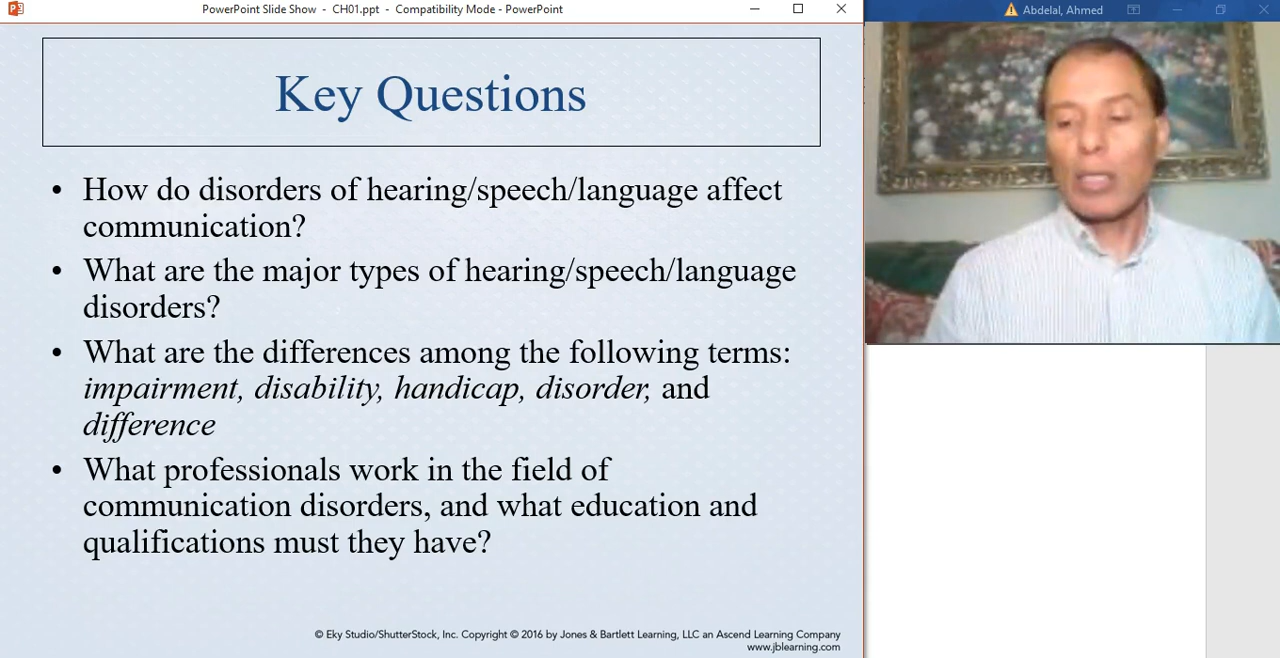 PowerPoint Slide Show - CH01.ppt - Compatibility Mode - PowerPoint
Abdelal, Ahmed
Key Questions
• How do disorders of hearing/speech/language affect
communication?
• What are the major types of hearing/speech/language
disorders?
• What are the differences among the following terms:
impairment, disability, handicap, disorder, and
difference
• What professionals work in the field of
communication disorders, and what education and
qualifications must they have?
© Eky Studio/ShutterStock, Inc. Copyright © 2016 by Jones & Bartlett Learning, LLC an Ascend Learning Company
www.jblearning.com